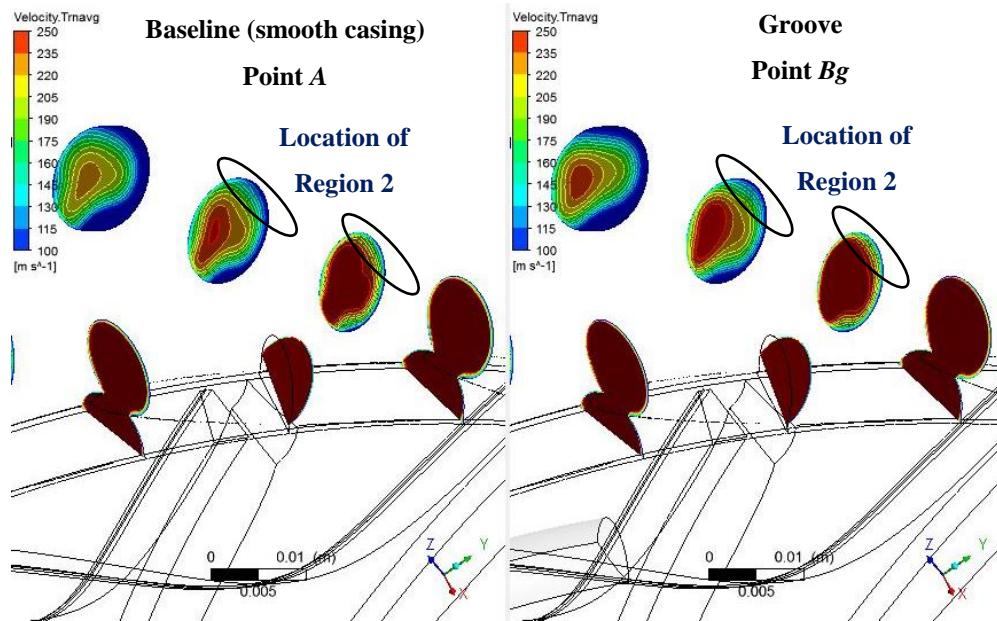 Velocity.Trnavg
250
235
220
205
190
175
160
145
130
115
100
[m s^-1]
Baseline (smooth casing)
Point A
Location of
Region 2
0
0.01 (m)
0.005
Z
Y
X
Velocity.Trnavg
250
235
220
205
190
175
160
145
130
115
100
[m s^-1]
Groove
Point Bg
Location of
Region 2
0
0.01 (m)
0.005
Z
Y
X